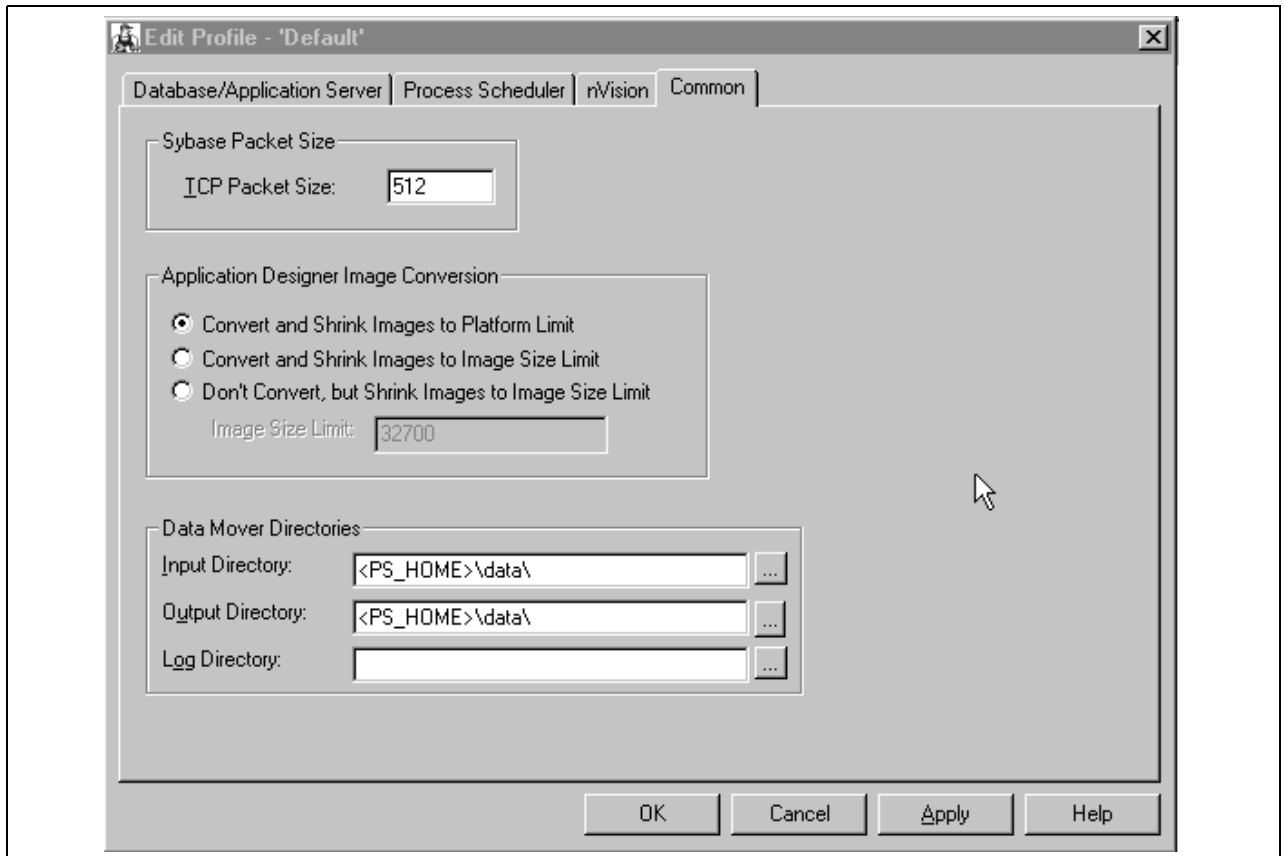 Edit Profile - 'Default'
Database/Application Server
Process Scheduler
nVision
Common
Sybase Packet Size
TCP Packet Size:
512
Application Designer Image Conversion
Convert and Shrink Images to Platform Limit
Convert and Shrink Images to Image Size Limit
Don't Convert, but Shrink Images to Image Size Limit
Image Size Limit:
32700
Data Mover Directories
Input Directory:
<PS_HOME>\data\
...
Output Directory:
<PS_HOME>\data\
...
Log Directory:
...
OK
Cancel
Apply
Help